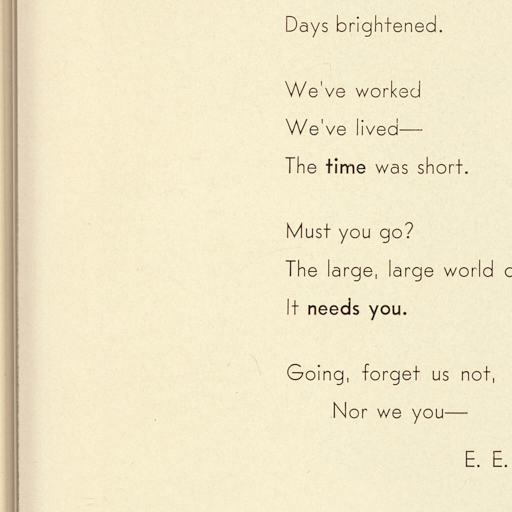 Days brightened.
We've worked
We've lived—
The time was short.
Must you go?
The large, large world
It needs you.
Going, forget us not,
Nor we you—
E. E.